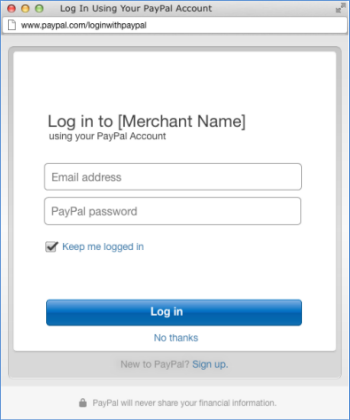 Log In Using Your PayPal Account
www.paypal.com/loginwithpaypal
Log in to [Merchant Name]
using your PayPal Account
Email address
PayPal password
Keep me logged in
Log in
No thanks
New to PayPal? Sign up.
PayPal will never share your financial information.